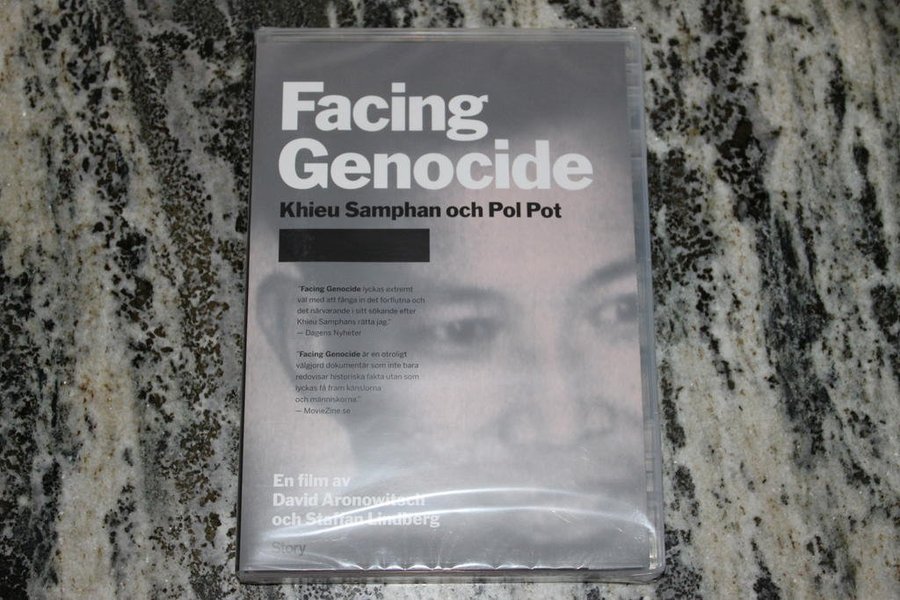 Facing
Genocide
Khieu Samphan och Pol Pot
"Facing Genocide lyckas extremt
väl med att fånga in det förflutna och
det närvarande i sitt sökande efter
Khieu Samphans rätta jag."
— Dagens Nyheter
"Facing Genocide är en otroligt
välgjord dokumentär som inte bara
redovisar historiska fakta utan som
lyckas få fram känslorna
och människorna."
— MovieZine.se
En film av
David Aronowitsch
och Staffan Lindberg
Story